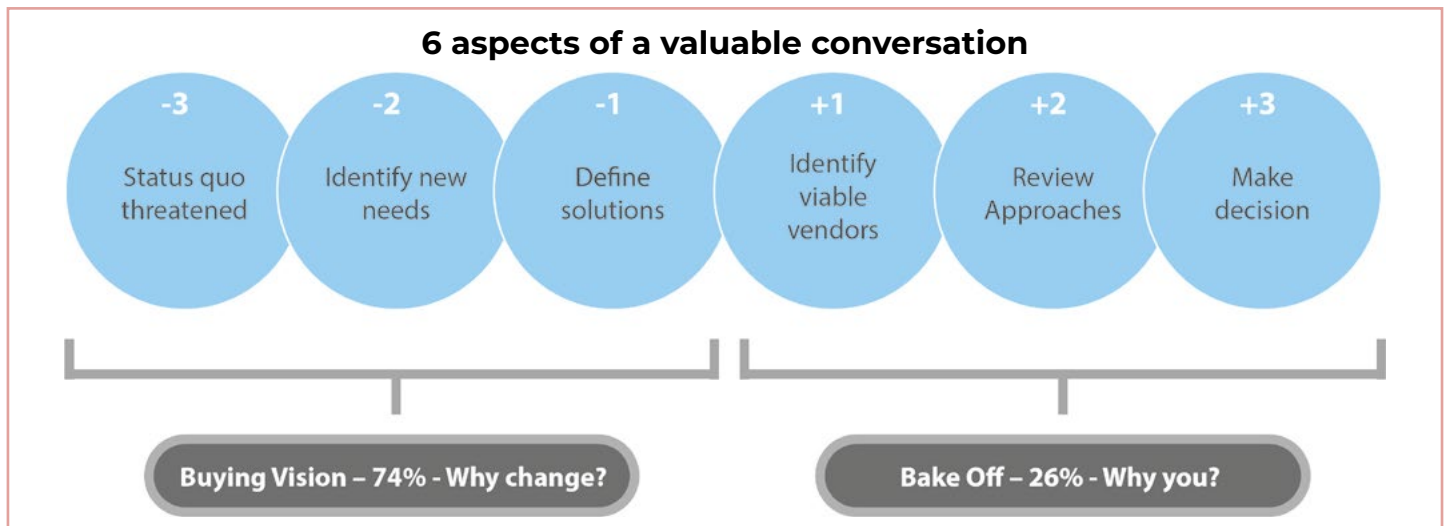 6 aspects of a valuable conversation
-3
Status quo
threatened
-2
Identify new
needs
-1
Define
solutions
+1
Identify
viable
vendors
+2
Review
Approaches
+3
Make
decision
Buying Vision – 74% - Why change?
Bake Off – 26% - Why you?